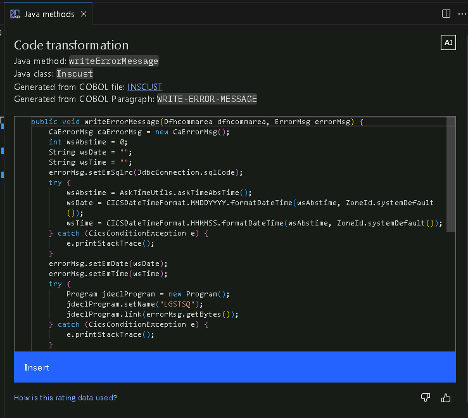 Java methods
Code transformation
AI
Java method: writeErrorMessage
Java class: Inscust
Generated from COBOL file: INSCUST
Generated from COBOL Paragraph: WRITE-ERROR-MESSAGE
public void writeErrorMessage(Dfhcommarea dfhcommarea, ErrorMsg errorMsg) {
CaErrorMsg caErrorMsg = new CaErrorMsg();
int wsAbstime = 0;
String wsDate = "";
String wsTime = "";
errorMsg.setEmSqlrc(JdbcConnection.sqlCode);
try {
wsAbstime = AskTimeUtils.askTimeAbsTime();
wsDate = CICSDateTimeFormat.MMDDYYYY.formatDateTime(wsAbstime, ZoneId.systemDefault
());
wsTime = CICSDateTimeFormat.HHMMSS.formatDateTime(wsAbstime, ZoneId.systemDefault());
} catch (CicsConditionException e) {
e.printStackTrace();
}
errorMsg.setEmDate(wsDate);
errorMsg.setEmTime(wsTime);
try {
Program jdeclProgram = new Program();
jdeclProgram.setName("LGSTSQ");
jdeclProgram.link(errorMsg.getBytes());
} catch (CicsConditionException e) {
e.printStackTrace();
}
Insert
How is this rating data used?